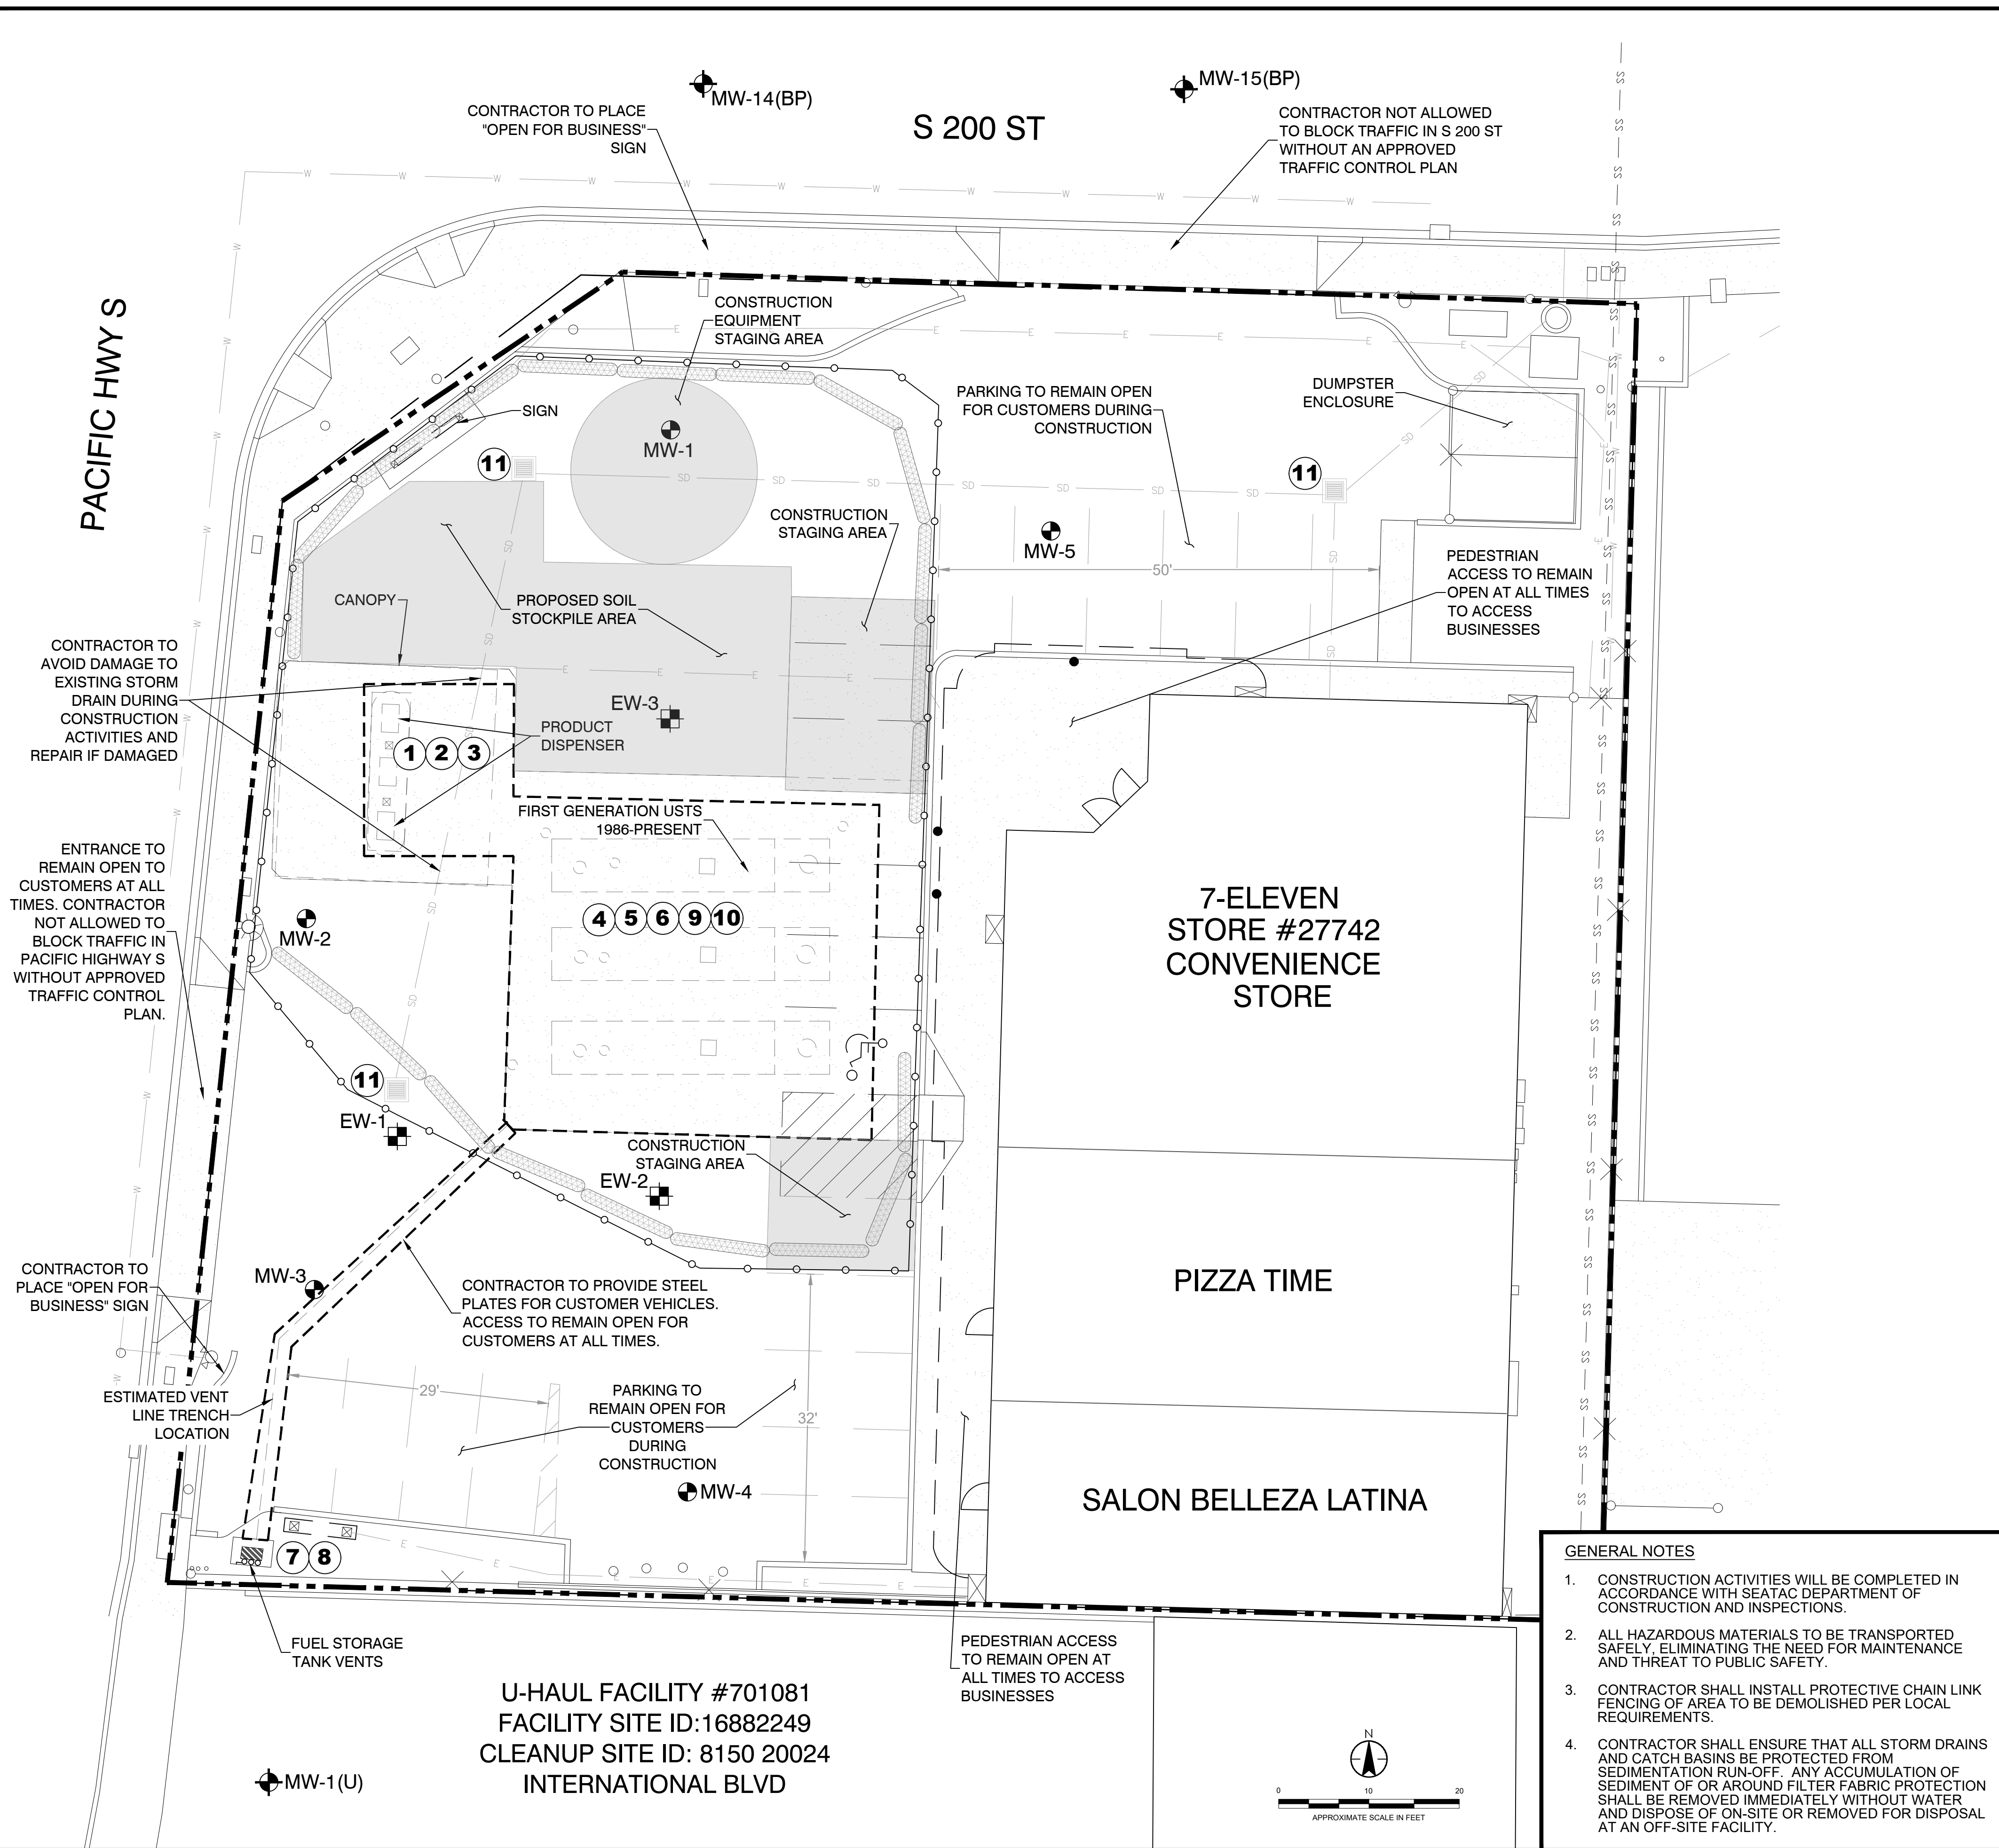 MW-14(BP)
MW-15(BP)
S 200 ST
CONTRACTOR TO PLACE
"OPEN FOR BUSINESS"
SIGN
CONTRACTOR NOT ALLOWED
TO BLOCK TRAFFIC IN S 200 ST
WITHOUT AN APPROVED
TRAFFIC CONTROL PLAN
PACIFIC HWY S
CONSTRUCTION
EQUIPMENT
STAGING AREA
SIGN
MW-1
11
PARKING TO REMAIN OPEN
FOR CUSTOMERS DURING
CONSTRUCTION
DUMPSTER
ENCLOSURE
11
CONSTRUCTION
STAGING AREA
MW-5
50'
PEDESTRIAN
ACCESS TO REMAIN
OPEN AT ALL TIMES
TO ACCESS
BUSINESSES
CANOPY
PROPOSED SOIL
STOCKPILE AREA
CONTRACTOR TO
AVOID DAMAGE TO
EXISTING STORM
DRAIN DURING
CONSTRUCTION
ACTIVITIES AND
REPAIR IF DAMAGED
EW-3
PRODUCT
DISPENSER
1 2 3
FIRST GENERATION USTS
1986-PRESENT
ENTRANCE TO
REMAIN OPEN TO
CUSTOMERS AT ALL
TIMES. CONTRACTOR
NOT ALLOWED TO
BLOCK TRAFFIC IN
PACIFIC HIGHWAY S
WITHOUT APPROVED
TRAFFIC CONTROL
PLAN.
MW-2
4 5 6 9 10
7-ELEVEN
STORE #27742
CONVENIENCE
STORE
11
EW-1
CONSTRUCTION
STAGING AREA
EW-2
CONTRACTOR TO
PLACE "OPEN FOR
BUSINESS" SIGN
MW-3
CONTRACTOR TO PROVIDE STEEL
PLATES FOR CUSTOMER VEHICLES.
ACCESS TO REMAIN OPEN FOR
CUSTOMERS AT ALL TIMES.
PIZZA TIME
ESTIMATED VENT
LINE TRENCH
LOCATION
29'
PARKING TO
REMAIN OPEN FOR
CUSTOMERS
DURING
CONSTRUCTION
32'
MW-4
SALON BELLEZA LATINA
7 8
FUEL STORAGE
TANK VENTS
PEDESTRIAN ACCESS
TO REMAIN OPEN AT
ALL TIMES TO ACCESS
BUSINESSES
U-HAUL FACILITY #701081
FACILITY SITE ID:16882249
CLEANUP SITE ID: 8150 20024
INTERNATIONAL BLVD
MW-1(U)
N
0 10 20
APPROXIMATE SCALE IN FEET
GENERAL NOTES
1. CONSTRUCTION ACTIVITIES WILL BE COMPLETED IN
ACCORDANCE WITH SEATAC DEPARTMENT OF
CONSTRUCTION AND INSPECTIONS.
2. ALL HAZARDOUS MATERIALS TO BE TRANSPORTED
SAFELY, ELIMINATING THE NEED FOR MAINTENANCE
AND THREAT TO PUBLIC SAFETY.
3. CONTRACTOR SHALL INSTALL PROTECTIVE CHAIN LINK
FENCING OF AREA TO BE DEMOLISHED PER LOCAL
REQUIREMENTS.
4. CONTRACTOR SHALL ENSURE THAT ALL STORM DRAINS
AND CATCH BASINS BE PROTECTED FROM
SEDIMENTATION RUN-OFF. ANY ACCUMULATION OF
SEDIMENT OF OR AROUND FILTER FABRIC PROTECTION
SHALL BE REMOVED IMMEDIATELY WITHOUT WATER
AND DISPOSE OF ON-SITE OR REMOVED FOR DISPOSAL
AT AN OFF-SITE FACILITY.